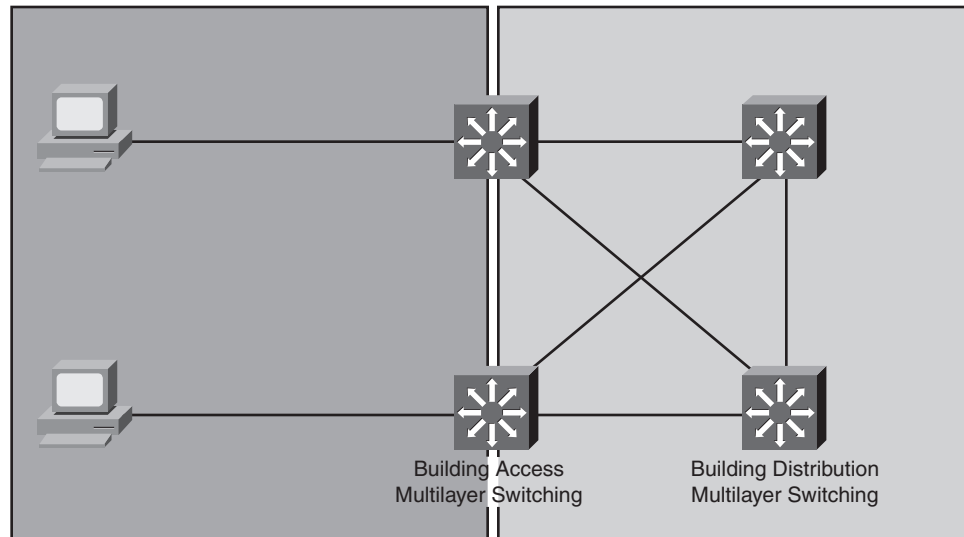 Building Access
Multilayer Switching
Building Distribution
Multilayer Switching